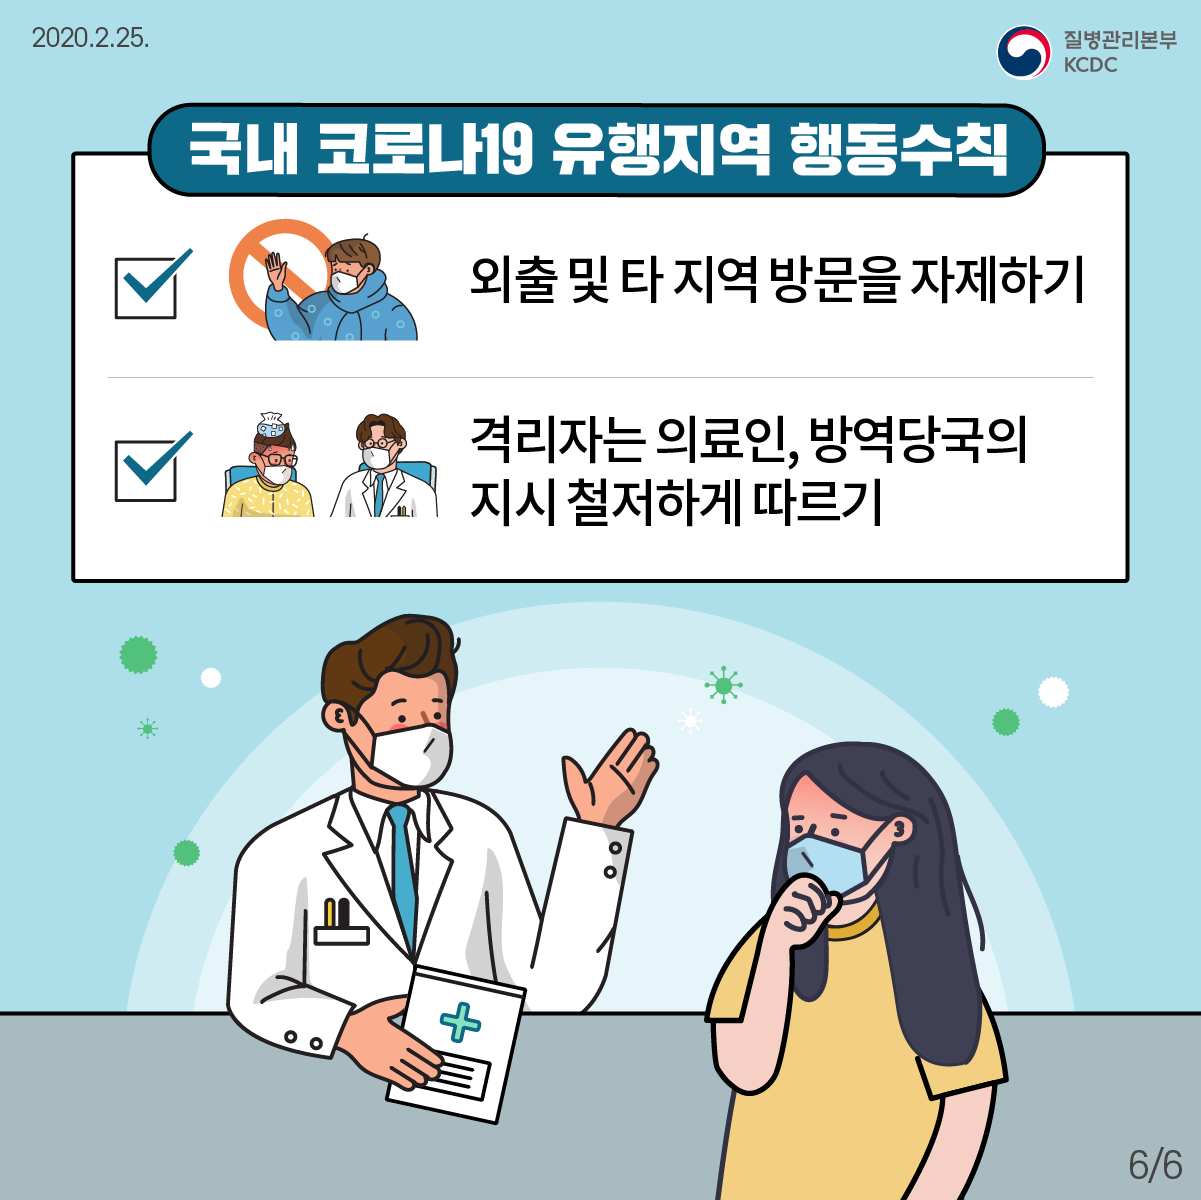 2020.2.25.
질병관리본부
KCDC
국내 코로나19 유행지역 행동수칙
외출 및 타 지역 방문을 자제하기
격리자는 의료인, 방역당국의
지시 철저하게 따르기
6/6